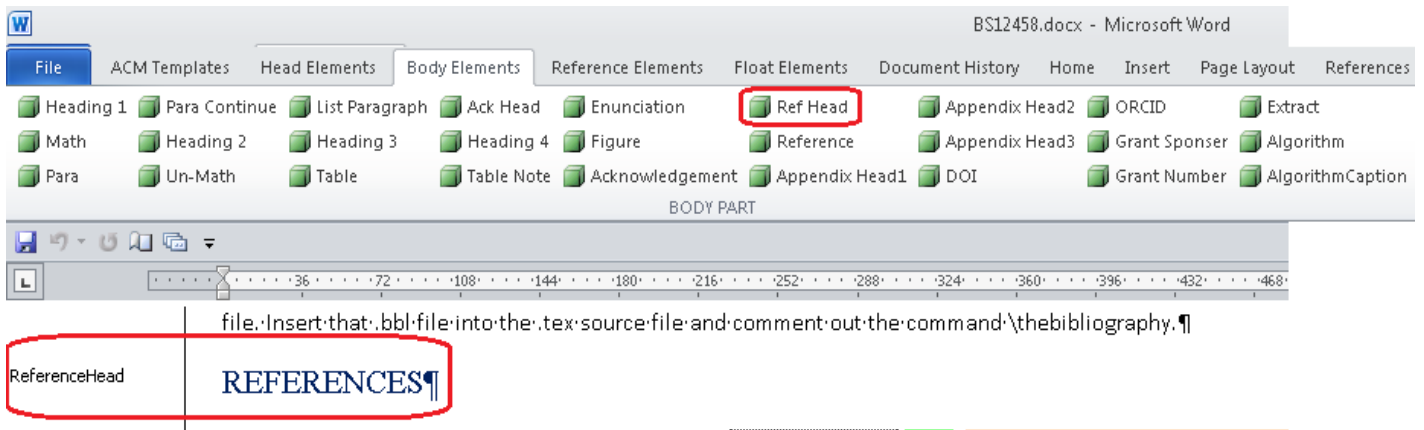 W
BS12458.docx - Microsoft Word
File ACM Templates Head Elements Body Elements Reference Elements Float Elements Document History Home Insert Page Layout References
Heading 1 Para Continue List Paragraph Ack Head Enunciation Ref Head Appendix Head2 ORCID Extract
Math Heading 2 Heading 3 Heading 4 Figure Reference Appendix Head3 Grant Sponser Algorithm
Para Un-Math Table Table Note Acknowledgement Appendix Head1 DOI Grant Number AlgorithmCaption
BODY PART
L
36 72 108 144 180 216 252 288 324 360 396 432 468
file.·Insert·that·.bbl·file·into·the·.tex·source·file·and·comment·out·the·command·\thebibliography.¶
ReferenceHead REFERENCES¶